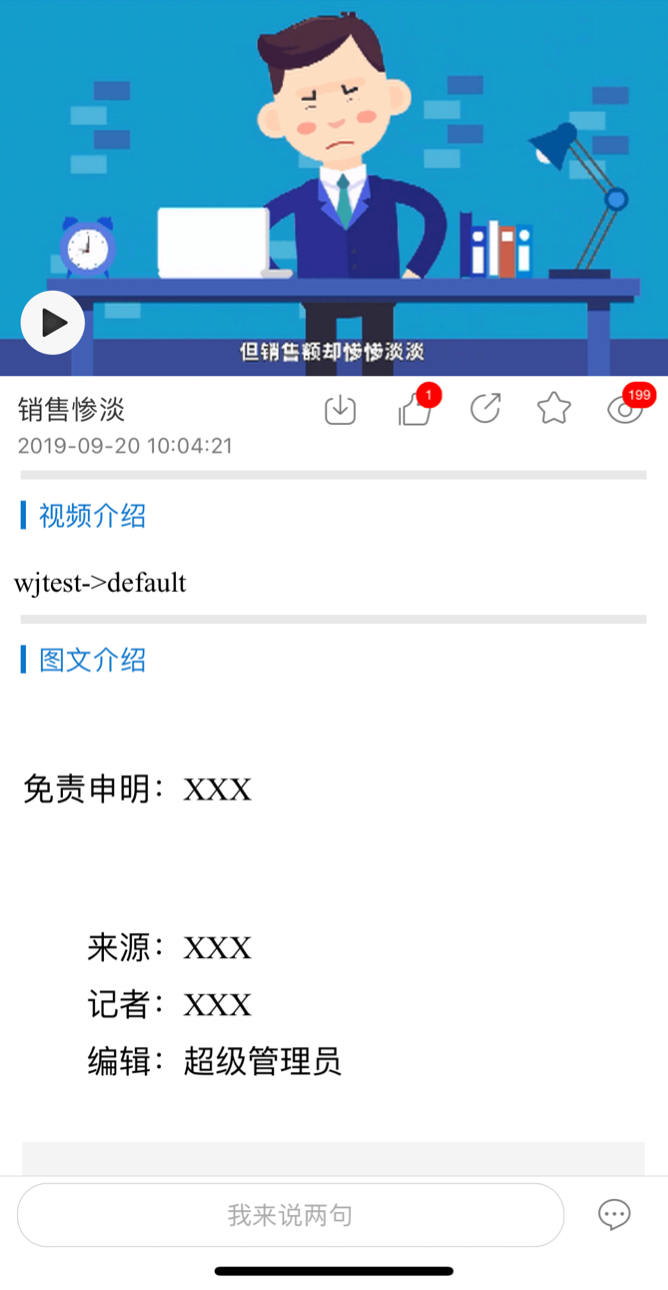 但销售额却惨惨淡淡
销售惨淡
1
199
2019-09-20 10:04:21
视频介绍
wjtest->default
图文介绍
免责申明：XXX
来源：XXX
记者：XXX
编辑：超级管理员
我来说两句